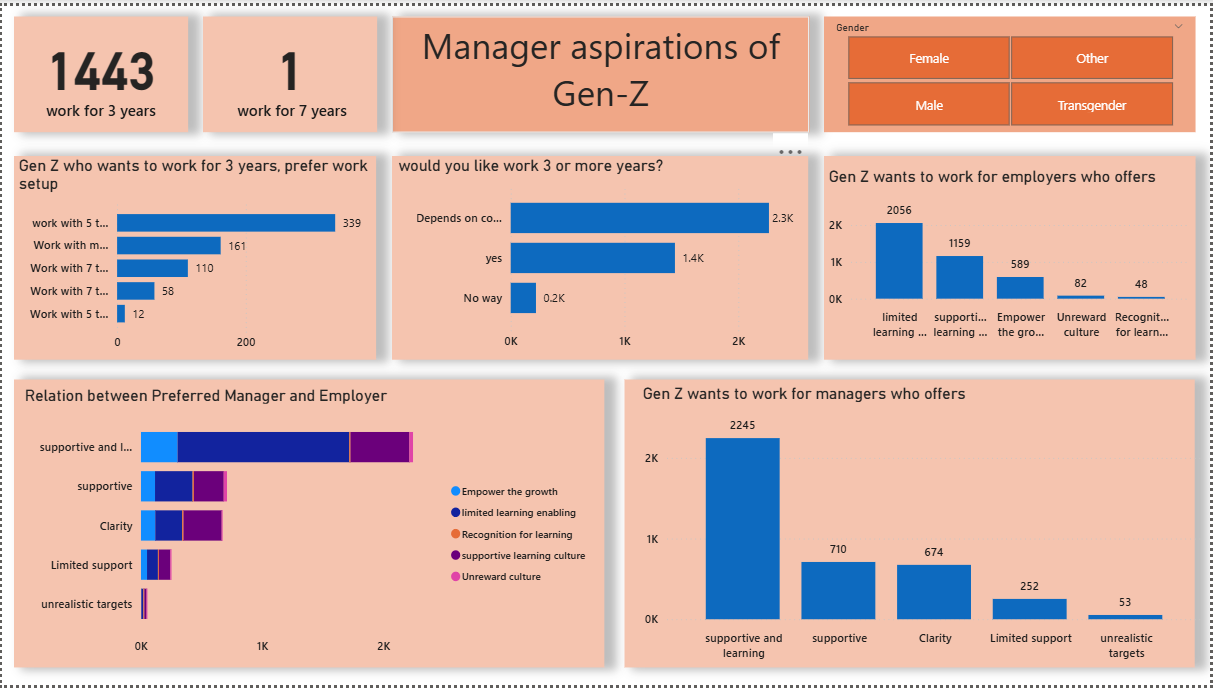 1443
work for 3 years
1
work for 7 years
Manager aspirations of
Gen-Z
Gender
Female
Other
Male
Transgender
Gen Z who wants to work for 3 years, prefer work
setup
work with 5 t...
339
Work with m...
161
Work with 7 t...
110
Work with 7 t...
58
Work with 5 t...
12
0
200
would you like work 3 or more years?
Depends on co...
2.3K
yes
1.4K
No way
0.2K
0K
1K
2K
Gen Z wants to work for employers who offers
2K
1K
0K
2056
1159
589
82
48
limited
learning ...
supporti...
learning ...
Empower
the gro...
Unreward
culture
Recognit...
for learn...
Relation between Preferred Manager and Employer
supportive and l...
supportive
Clarity
Limited support
unrealistic targets
0K
1K
2K
Empower the growth
limited learning enabling
Recognition for learning
supportive learning culture
Unreward culture
Gen Z wants to work for managers who offers
2K
1K
0K
2245
710
674
252
53
supportive and
learning
supportive
Clarity
Limited support
unrealistic
targets